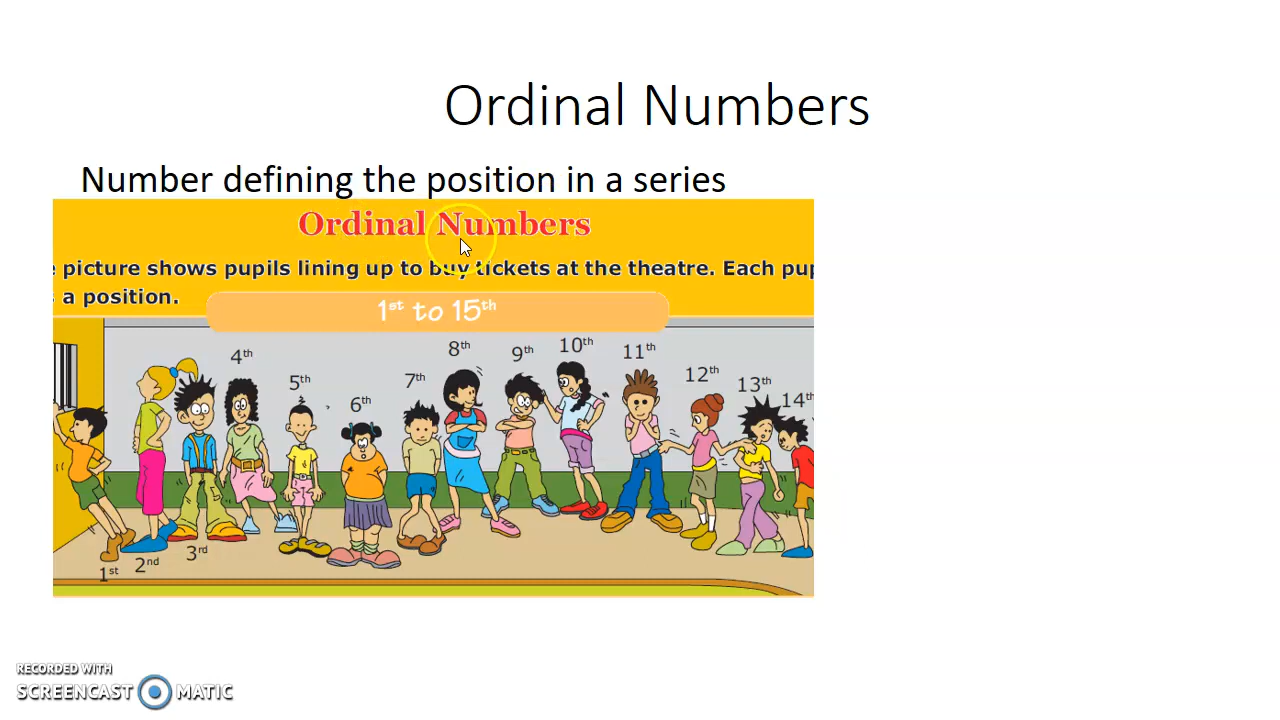 Ordinal Numbers
Number defining the position in a series
Ordinal Numbers
picture shows pupils lining up to buy tickets at the theatre. Each
a position.
1st to 15th
4th
5th
6th
7th
8th
9th
10th
11th
12th
13th
14th
1st
2nd
3rd
RECORDED WITH
SCREENCAST MATIC